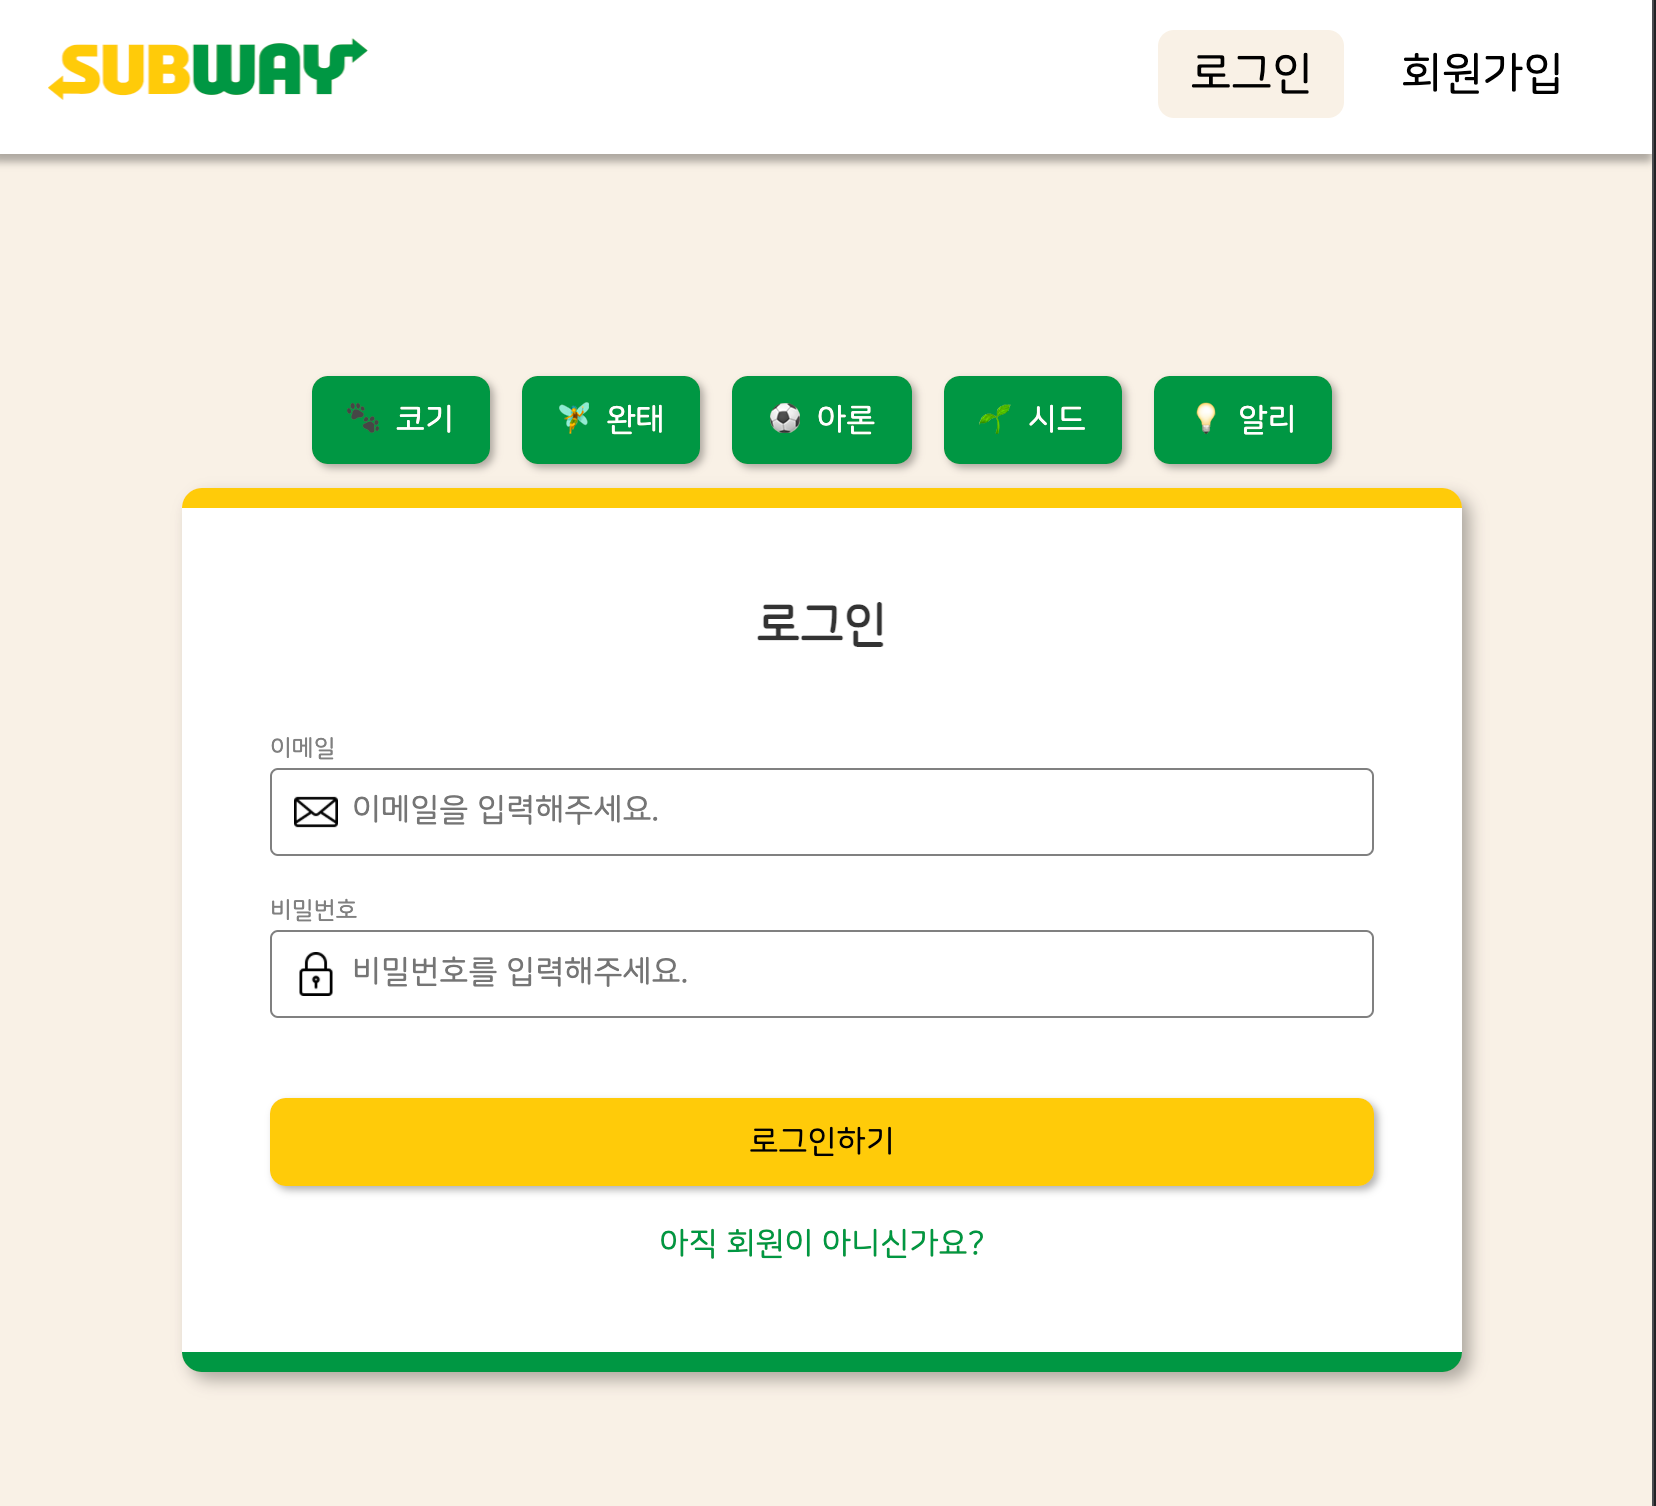 SUBWAY
로그인 회원가입
🐾 코기 🧚 완태 ⚽ 아론 🌱 시드 💡 알리
로그인
이메일
이메일을 입력해주세요.
비밀번호
비밀번호를 입력해주세요.
로그인하기
아직 회원이 아니신가요?